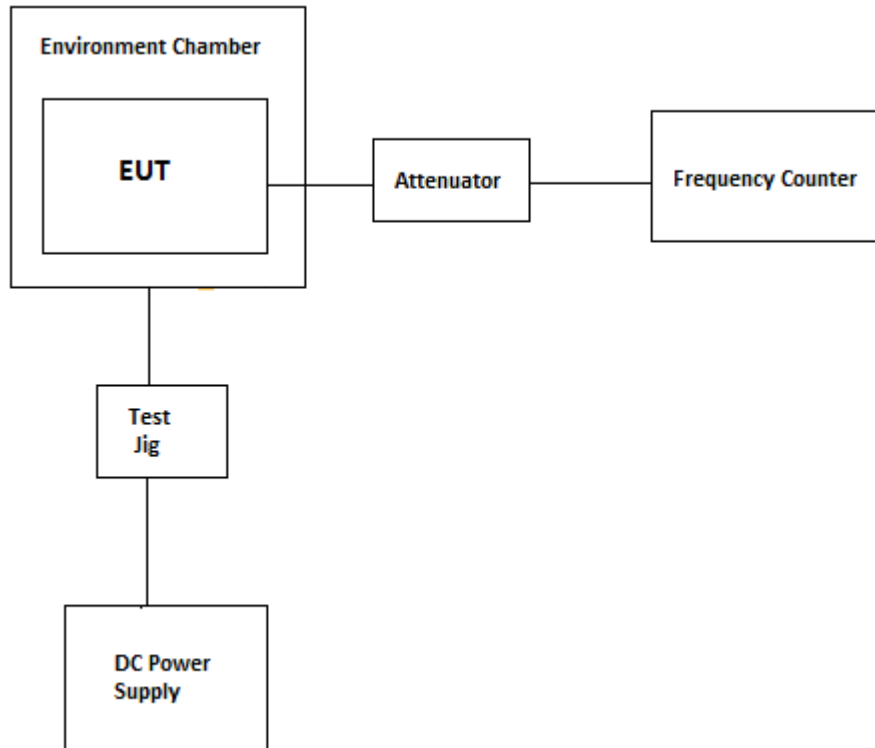 Environment Chamber
EUT
Attenuator
Frequency Counter
Test
Jig
DC Power
Supply